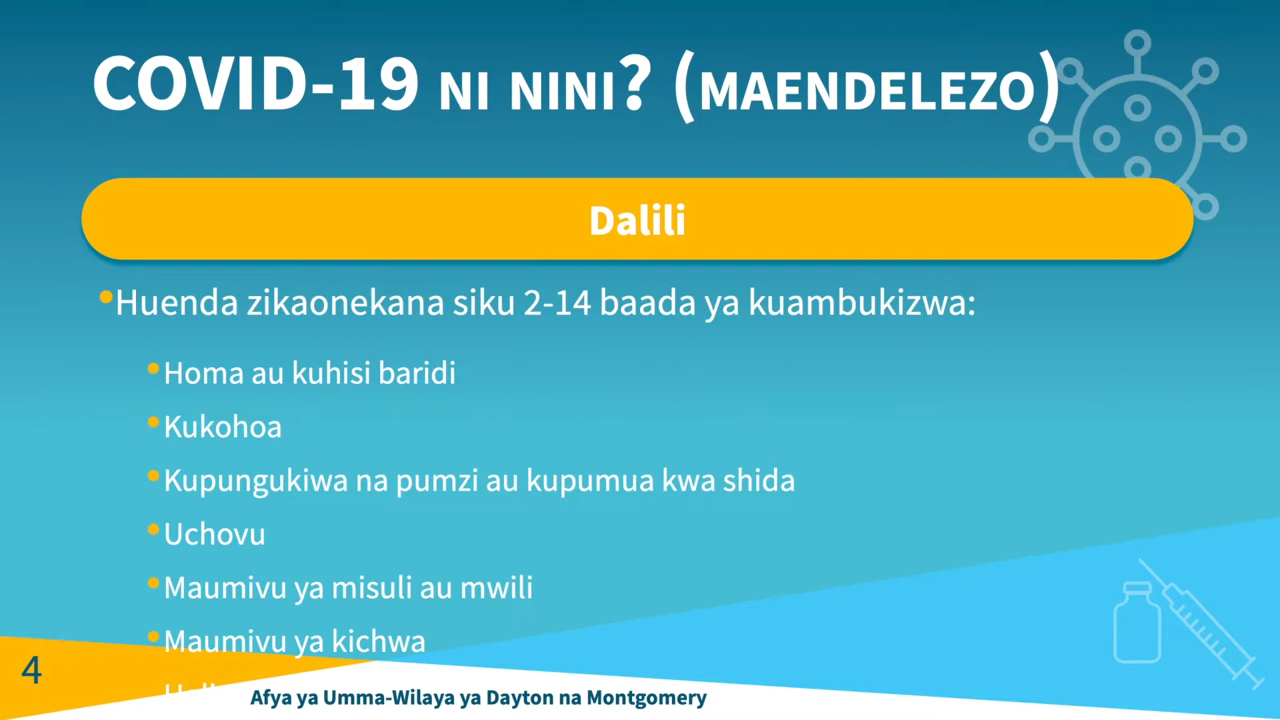 COVID-19 NI NINI? (MAENDELEZO)
Dalili
•Huenda zikaonekana siku 2-14 baada ya kuambukizwa:
•Homa au kuhisi baridi
•Kukohoa
•Kupungukiwa na pumzi au kupumua kwa shida
•Uchovu
•Maumivu ya misuli au mwili
•Maumivu ya kichwa
4
Afya ya Umma-Wilaya ya Dayton na Montgomery